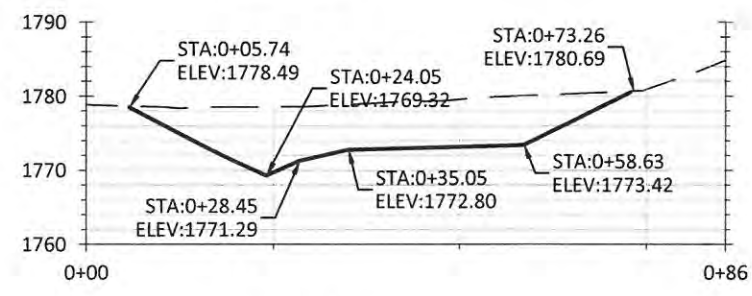 1790
STA:0+05.74
ELEV:1778.49
STA:0+24.05
ELEV:1769.32
STA:0+73.26
ELEV:1780.69
1780
1770
STA:0+28.45
ELEV:1771.29
STA:0+35.05
ELEV:1772.80
STA:0+58.63
ELEV:1773.42
1760
0+00
0+86